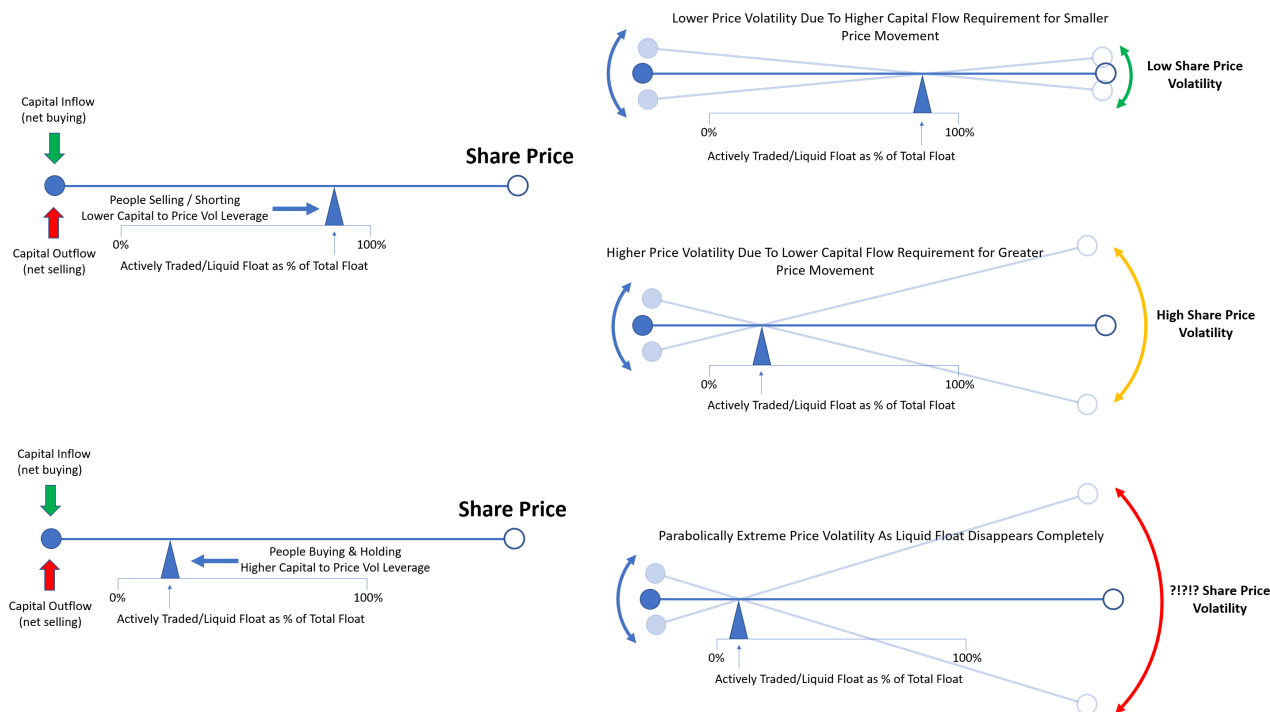 Capital Inflow
(net buying)
Share Price
People Selling / Shorting
Lower Capital to Price Vol Leverage
0%
100%
Capital Outflow
(net selling)
Actively Traded/Liquid Float as % of Total Float
Capital Inflow
(net buying)
Share Price
People Buying & Holding
Higher Capital to Price Vol Leverage
0%
100%
Capital Outflow
(net selling)
Actively Traded/Liquid Float as % of Total Float
Lower Price Volatility Due To Higher Capital Flow Requirement for Smaller
Price Movement
Low Share Price
Volatility
0%
100%
Actively Traded/Liquid Float as % of Total Float
Higher Price Volatility Due To Lower Capital Flow Requirement for Greater
Price Movement
High Share Price
Volatility
0%
100%
Actively Traded/Liquid Float as % of Total Float
Parabolically Extreme Price Volatility As Liquid Float Disappears Completely
?!?!? Share Price
Volatility
0%
100%
Actively Traded/Liquid Float as % of Total Float